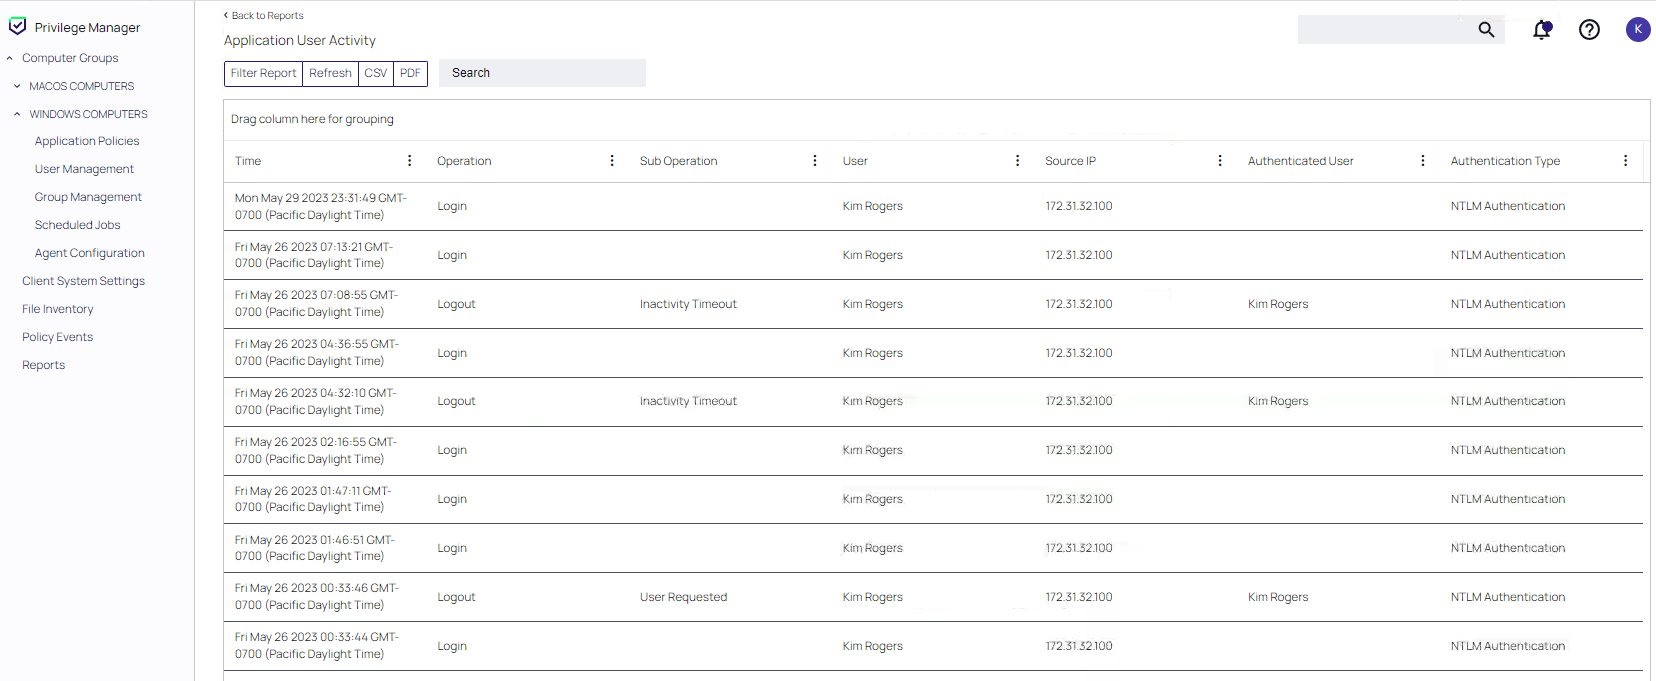 Privilege Manager
Computer Groups
MACOS COMPUTERS
WINDOWS COMPUTERS
Application Policies
User Management
Group Management
Scheduled Jobs
Agent Configuration
Client System Settings
File Inventory
Policy Events
Reports
Back to Reports
Application User Activity
K
Filter Report Refresh CSV PDF Search
Drag column here for grouping
Time Operation Sub Operation User Source IP Authenticated User Authentication Type
Mon May 29 2023 23:31:49 GMT-
0700 (Pacific Daylight Time) Login Kim Rogers 172.31.32.100 NTLM Authentication
Fri May 26 2023 07:13:21 GMT-
0700 (Pacific Daylight Time) Login Kim Rogers 172.31.32.100 NTLM Authentication
Fri May 26 2023 07:08:55 GMT-
0700 (Pacific Daylight Time) Logout Inactivity Timeout Kim Rogers 172.31.32.100 Kim Rogers NTLM Authentication
Fri May 26 2023 04:36:55 GMT-
0700 (Pacific Daylight Time) Login Kim Rogers 172.31.32.100 NTLM Authentication
Fri May 26 2023 04:32:10 GMT-
0700 (Pacific Daylight Time) Logout Inactivity Timeout Kim Rogers 172.31.32.100 Kim Rogers NTLM Authentication
Fri May 26 2023 02:16:55 GMT-
0700 (Pacific Daylight Time) Login Kim Rogers 172.31.32.100 NTLM Authentication
Fri May 26 2023 01:47:11 GMT-
0700 (Pacific Daylight Time) Login Kim Rogers 172.31.32.100 NTLM Authentication
Fri May 26 2023 01:46:51 GMT-
0700 (Pacific Daylight Time) Login Kim Rogers 172.31.32.100 NTLM Authentication
Fri May 26 2023 00:33:46 GMT-
0700 (Pacific Daylight Time) Logout User Requested Kim Rogers 172.31.32.100 Kim Rogers NTLM Authentication
Fri May 26 2023 00:33:44 GMT-
0700 (Pacific Daylight Time) Login Kim Rogers 172.31.32.100 NTLM Authentication